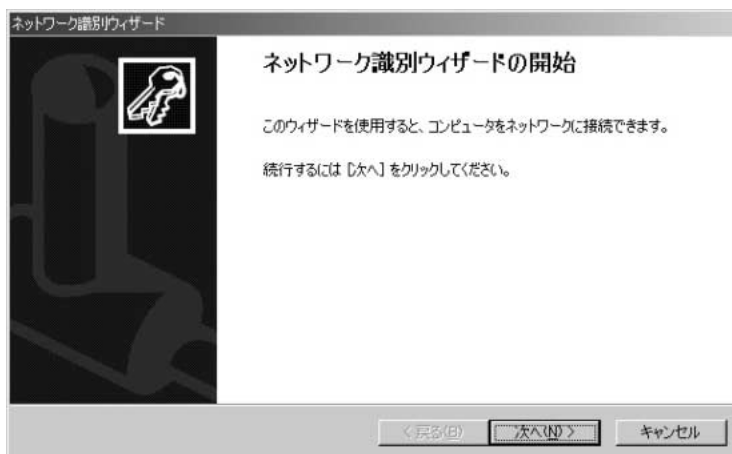 ネットワーク識別ウィザード
ネットワーク識別ウィザードの開始
このウィザードを使用すると、コンピュータをネットワークに接続できます。
続行するには [次へ] をクリックしてください。
< 戻る(B)
次へ(N) >
キャンセル